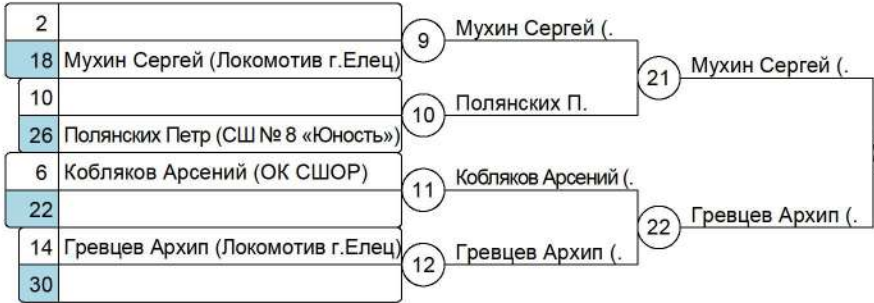 2
18 Мухин Сергей (Локомотив г.Елец)
9 Мухин Сергей (.
10
26 Полянских Петр (СШ № 8 «Юность»)
10 Полянских П.
21 Мухин Сергей (.
6 Кобляков Арсений (ОК СШОР)
22
11 Кобляков Арсений (.
14 Гревцев Архип (Локомотив г.Елец)
30
12 Гревцев Архип (.
22 Гревцев Архип (.